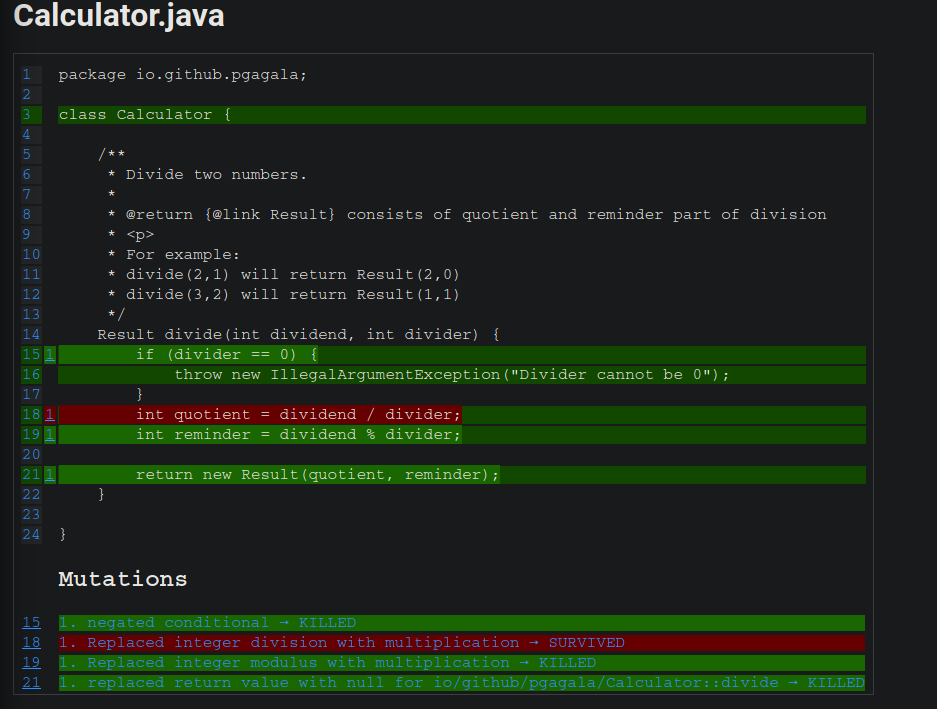 Calculator.java
1 package io.github.pgagala;
2
3 class Calculator {
4
5 /**
6 * Divide two numbers.
7 *
8 * @return {@link Result} consists of quotient and reminder part of division
9 * <p>
10 * For example:
11 * divide(2,1) will return Result(2,0)
12 * divide(3,2) will return Result(1,1)
13 */
14 Result divide(int dividend, int divider) {
15 1 if (divider == 0) {
16 throw new IllegalArgumentException("Divider cannot be 0");
17 }
18 1 int quotient = dividend / divider;
19 1 int reminder = dividend % divider;
20
21 1 return new Result(quotient, reminder);
22 }
23
24 }
Mutations
15 1. negated conditional → KILLED
18 1. Replaced integer division with multiplication → SURVIVED
19 1. Replaced integer modulus with multiplication → KILLED
21 1. replaced return value with null for io/github/pgagala/Calculator::divide → KILLED